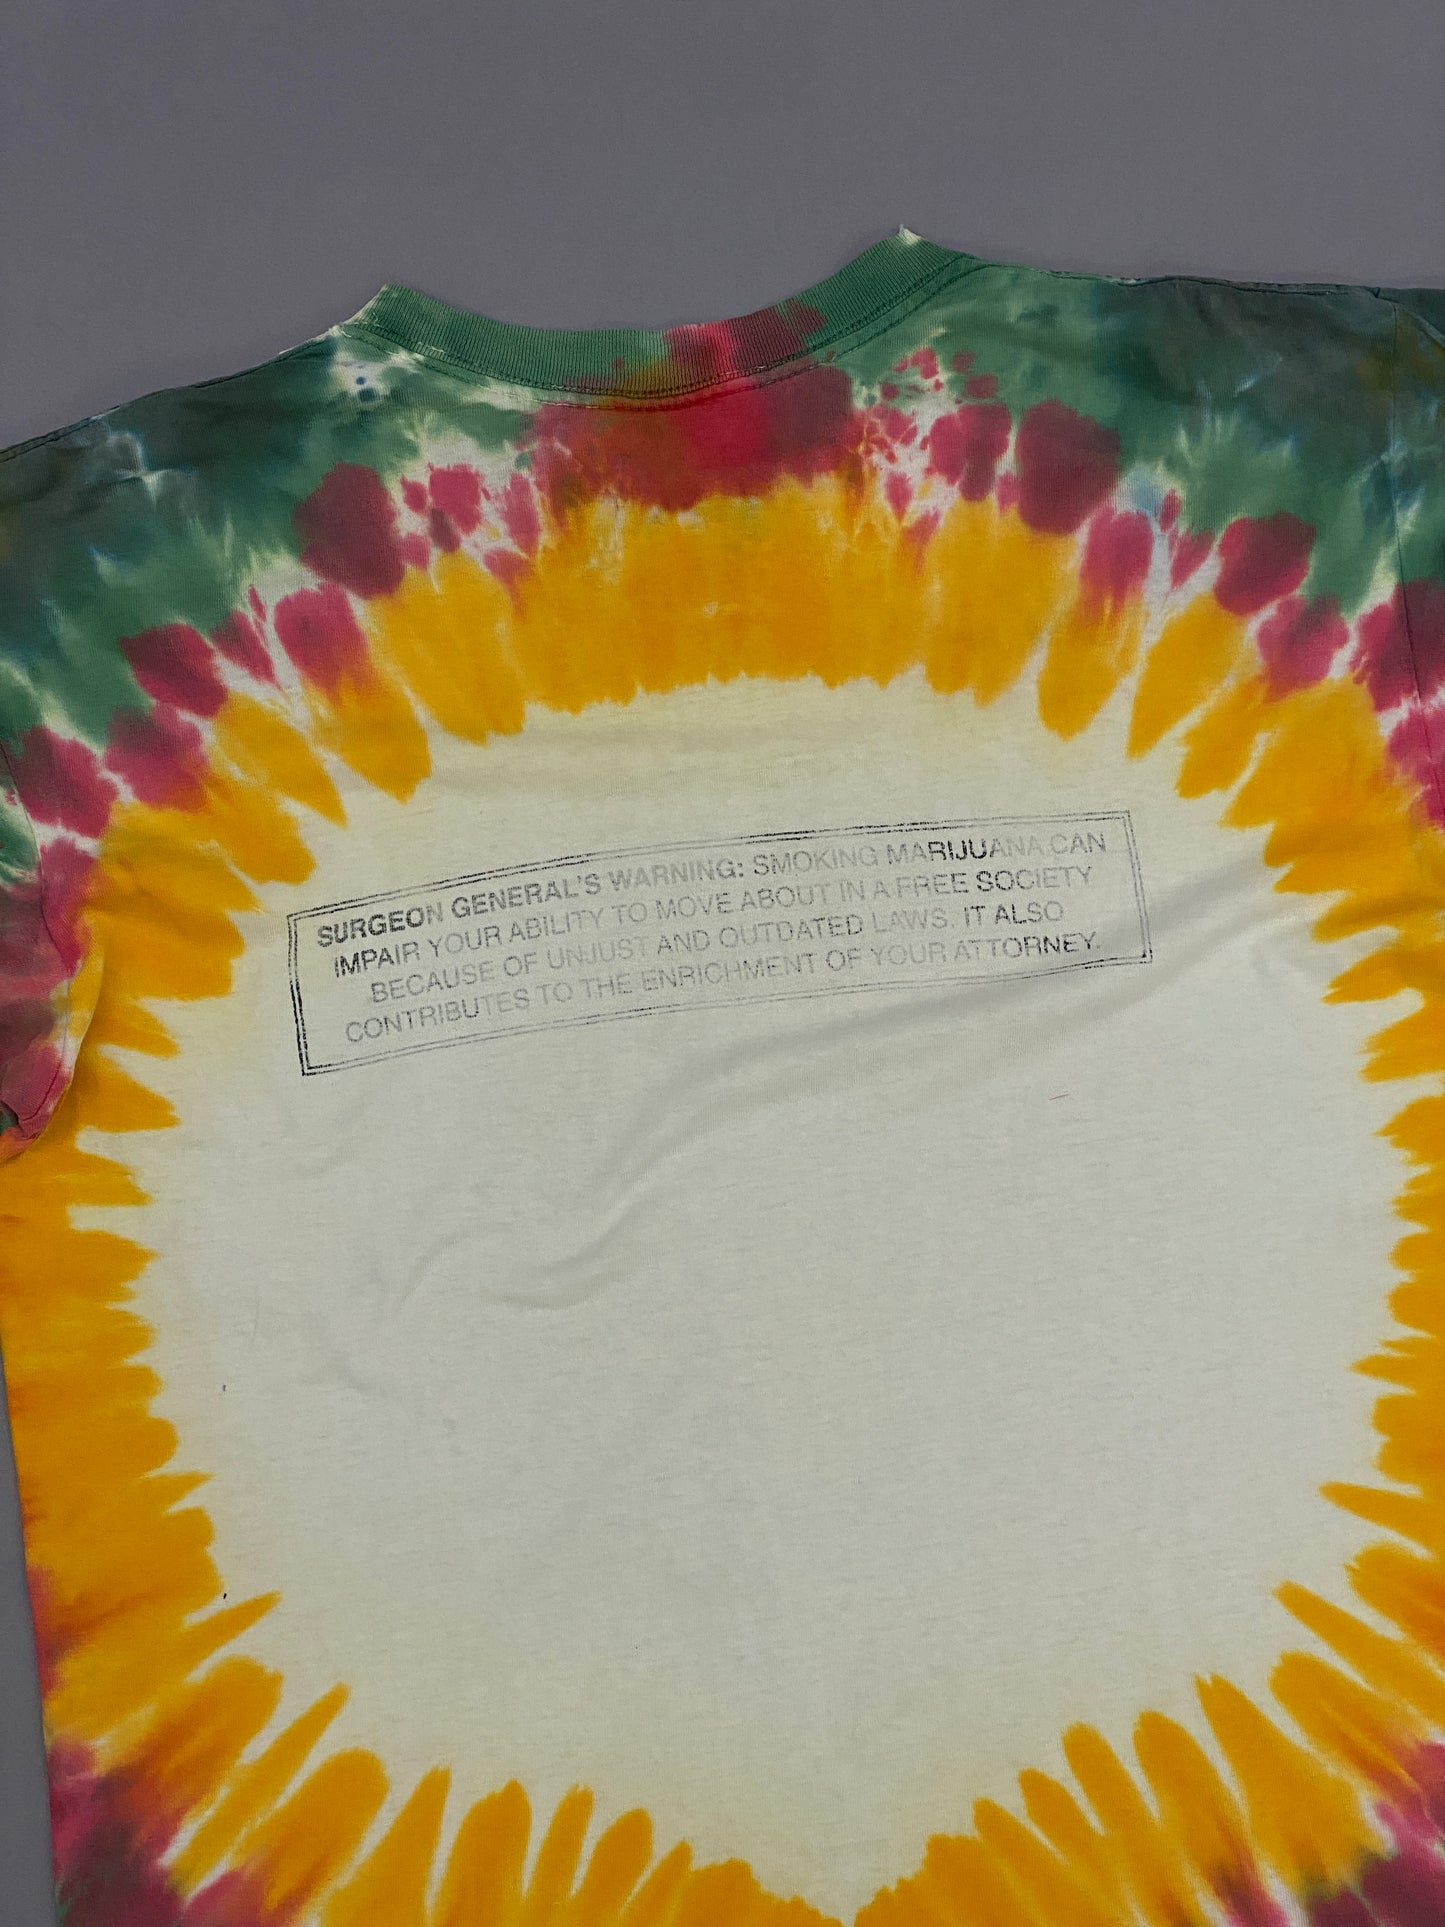 SURGEON GENERAL'S WARNING: SMOKING MARIJUANA CAN
IMPAIR YOUR ABILITY TO MOVE ABOUT IN A FREE SOCIETY
BECAUSE OF UNJUST AND OUTDATED LAWS. IT ALSO
CONTRIBUTES TO THE ENRICHMENT OF YOUR ATTORNEY.